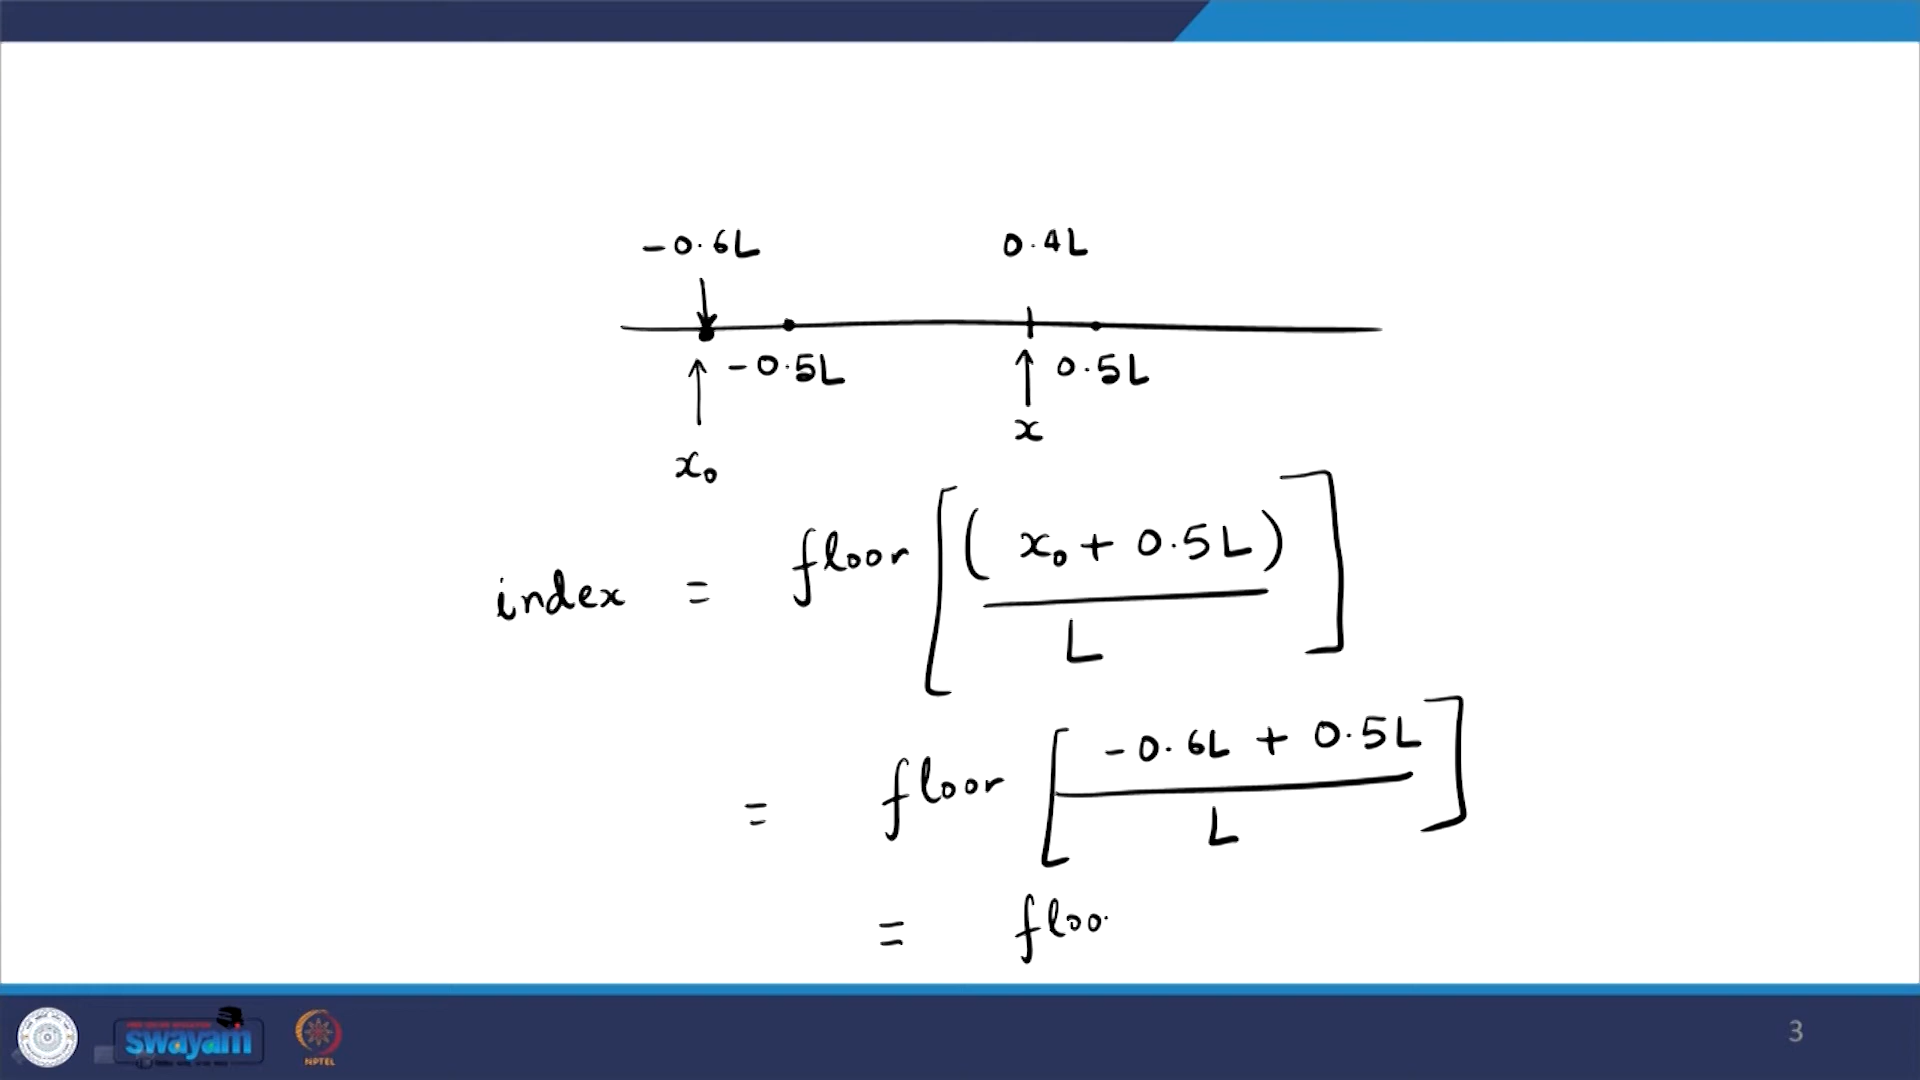 -0.6L 0.4L
-0.5L 0.5L
x
x₀
index = floor [ (x₀ + 0.5L) / L ]
= floor [ -0.6L + 0.5L / L ]
= floo
swayam
NPTEL
3